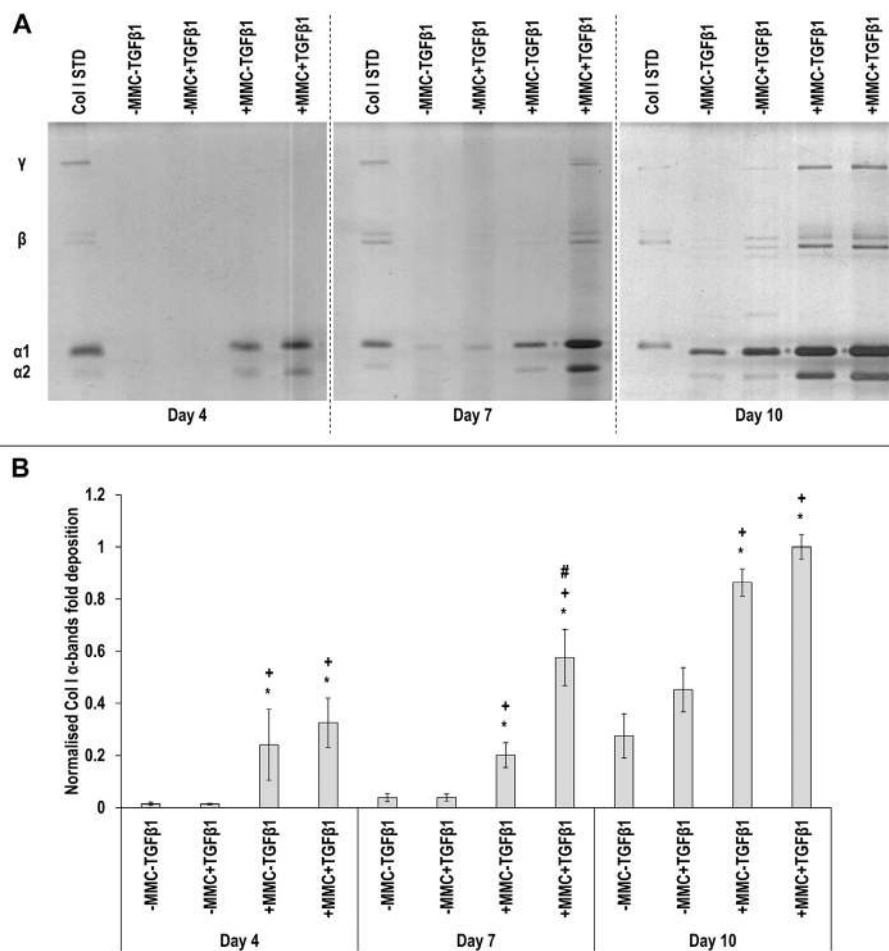 A
Col I STD
-MMC-TGFβ1
-MMC+TGFβ1
+MMC-TGFβ1
+MMC+TGFβ1
Col I STD
-MMC-TGFβ1
-MMC+TGFβ1
+MMC-TGFβ1
+MMC+TGFβ1
Col I STD
-MMC-TGFβ1
-MMC+TGFβ1
+MMC-TGFβ1
+MMC+TGFβ1
γ
β
α1
α2
Day 4
Day 7
Day 10
B
Normalised Col I α-bands fold deposition
1.2
1
0.8
0.6
0.4
0.2
0
+
*
+
*
+
*
#
+
*
+
*
+
*
-MMC-TGFβ1
-MMC+TGFβ1
+MMC-TGFβ1
+MMC+TGFβ1
-MMC-TGFβ1
-MMC+TGFβ1
+MMC-TGFβ1
+MMC+TGFβ1
-MMC-TGFβ1
-MMC+TGFβ1
+MMC-TGFβ1
+MMC+TGFβ1
Day 4
Day 7
Day 10